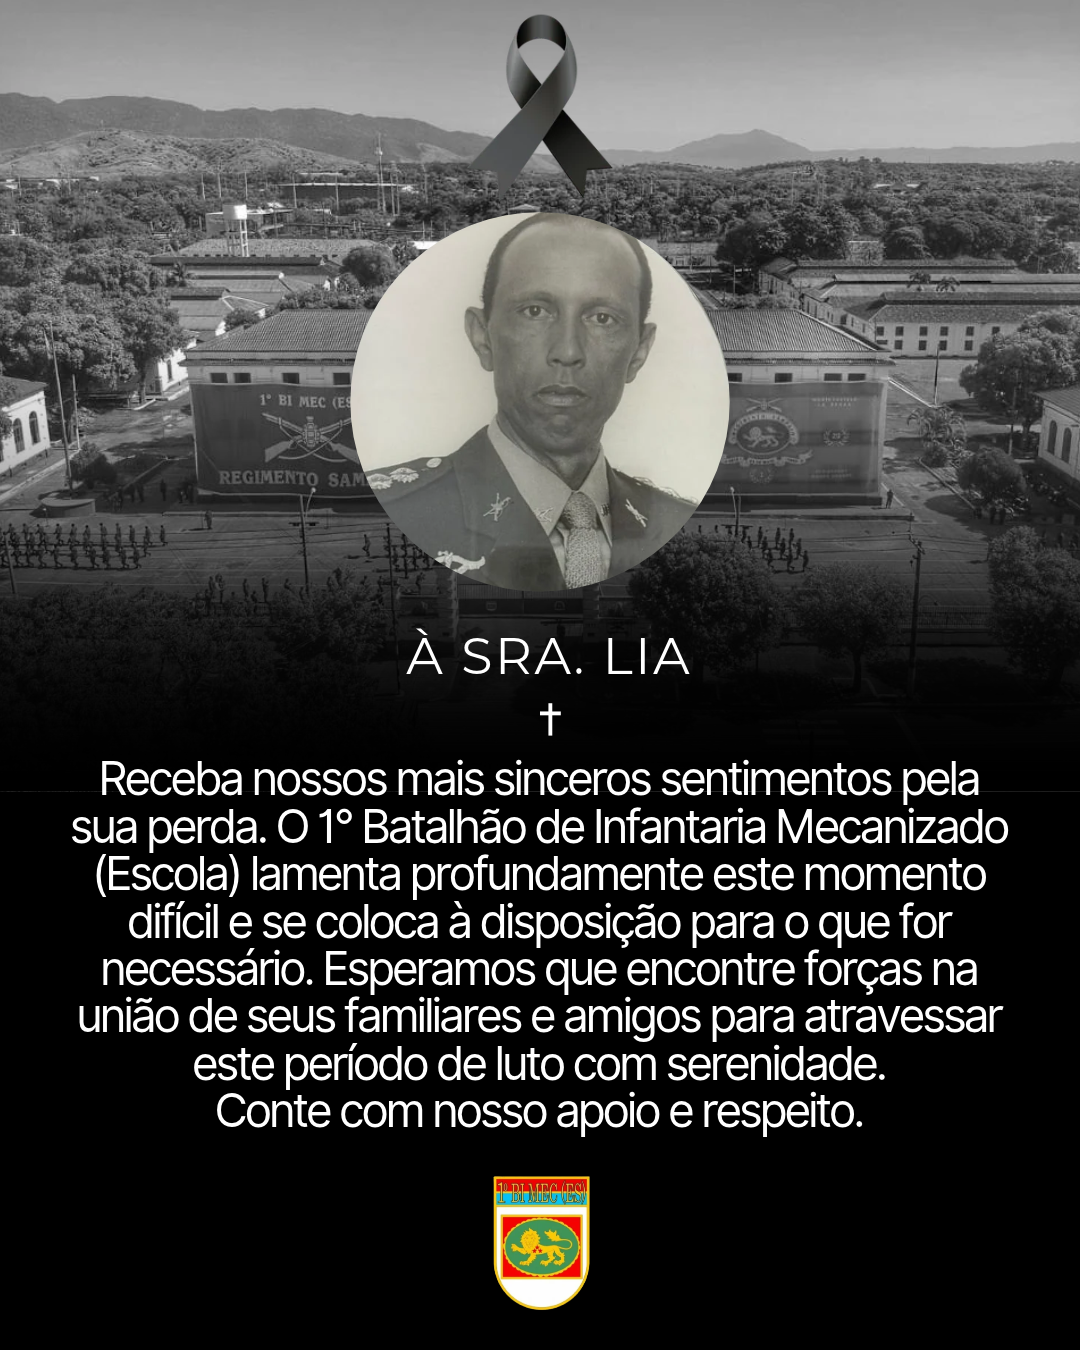 1° BI MEC (ES
REGIMENTO SAM
À SRA. LIA
†
Receba nossos mais sinceros sentimentos pela
sua perda. O 1° Batalhão de Infantaria Mecanizado
(Escola) lamenta profundamente este momento
difícil e se coloca à disposição para o que for
necessário. Esperamos que encontre forças na
união de seus familiares e amigos para atravessar
este período de luto com serenidade.
Conte com nosso apoio e respeito.
1º BI MEC (ES)